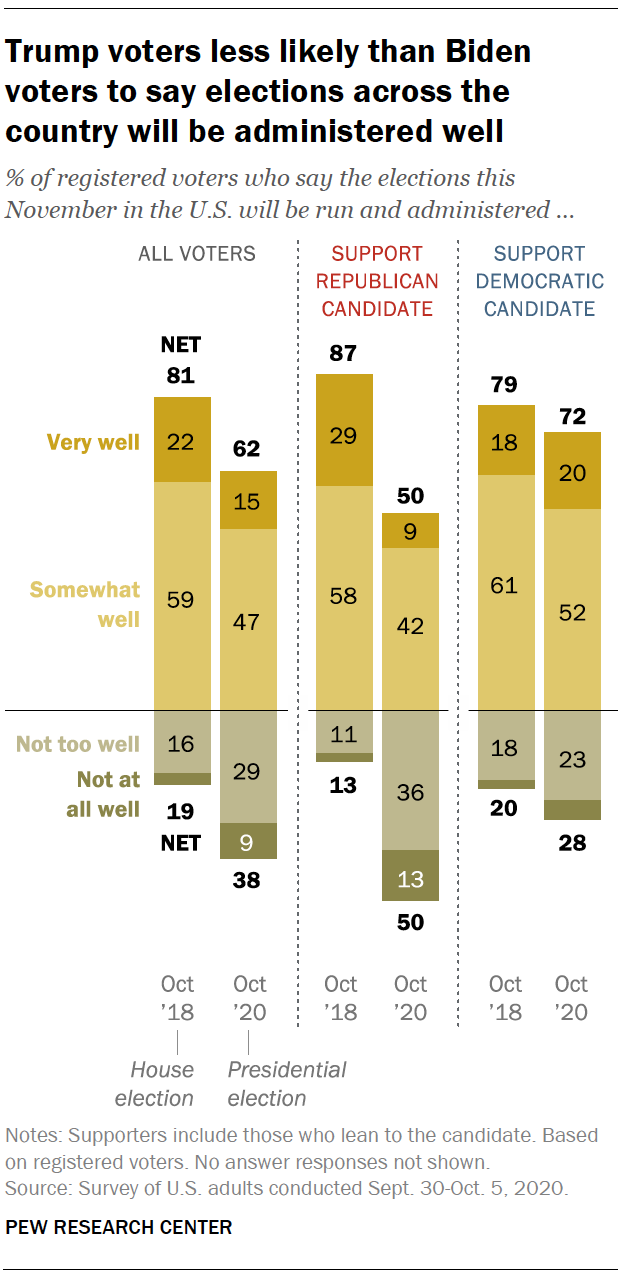 Trump voters less likely than Biden
voters to say elections across the
country will be administered well
% of registered voters who say the elections this
November in the U.S. will be run and administered ...
ALL VOTERS
SUPPORT
REPUBLICAN
CANDIDATE
SUPPORT
DEMOCRATIC
CANDIDATE
NET
81
62
87
50
79
72
Very well
22
15
29
9
18
20
Somewhat
well
59
47
58
42
61
52
Not too well
16
29
11
36
18
23
Not at
all well
9
13
19
NET
38
13
50
20
28
Oct
’18
Oct
’20
Oct
’18
Oct
’20
Oct
’18
Oct
’20
House
election
Presidential
election
Notes: Supporters include those who lean to the candidate. Based
on registered voters. No answer responses not shown.
Source: Survey of U.S. adults conducted Sept. 30-Oct. 5, 2020.
PEW RESEARCH CENTER